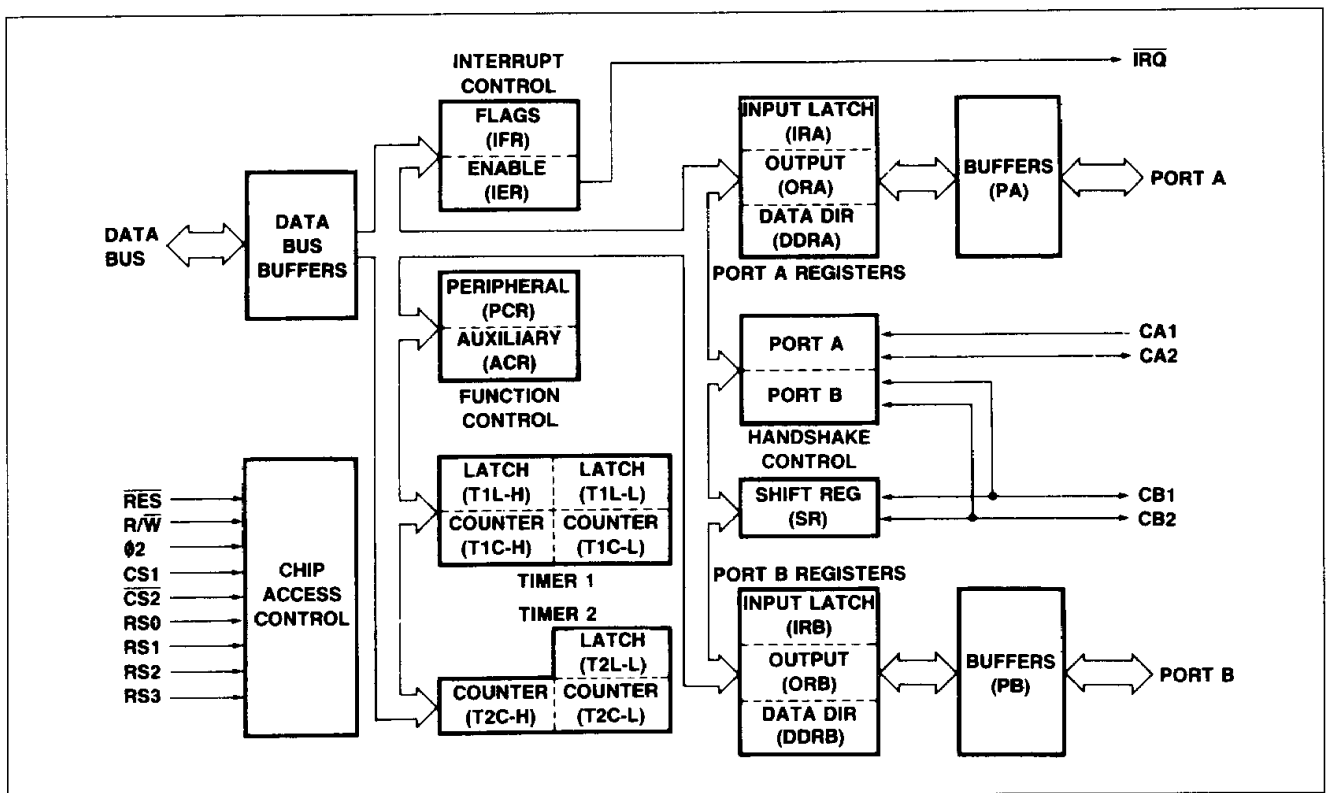 INTERRUPT
CONTROL
FLAGS
(IFR)
ENABLE
(IER)
I̅R̅Q̅
DATA
BUS
DATA
BUS
BUFFERS
INPUT LATCH
(IRA)
OUTPUT
(ORA)
DATA DIR
(DDRA)
PORT A REGISTERS
BUFFERS
(PA)
PORT A
PERIPHERAL
(PCR)
AUXILIARY
(ACR)
FUNCTION
CONTROL
PORT A
PORT B
HANDSHAKE
CONTROL
CA1
CA2
LATCH
(T1L-H)
LATCH
(T1L-L)
COUNTER
(T1C-H)
COUNTER
(T1C-L)
TIMER 1
SHIFT REG
(SR)
CB1
CB2
R̅E̅S̅
R/W̅
ϕ2
CS1
C̅S̅2̅
RS0
RS1
RS2
RS3
CHIP
ACCESS
CONTROL
TIMER 2
LATCH
(T2L-L)
COUNTER
(T2C-H)
COUNTER
(T2C-L)
PORT B REGISTERS
INPUT LATCH
(IRB)
OUTPUT
(ORB)
DATA DIR
(DDRB)
BUFFERS
(PB)
PORT B